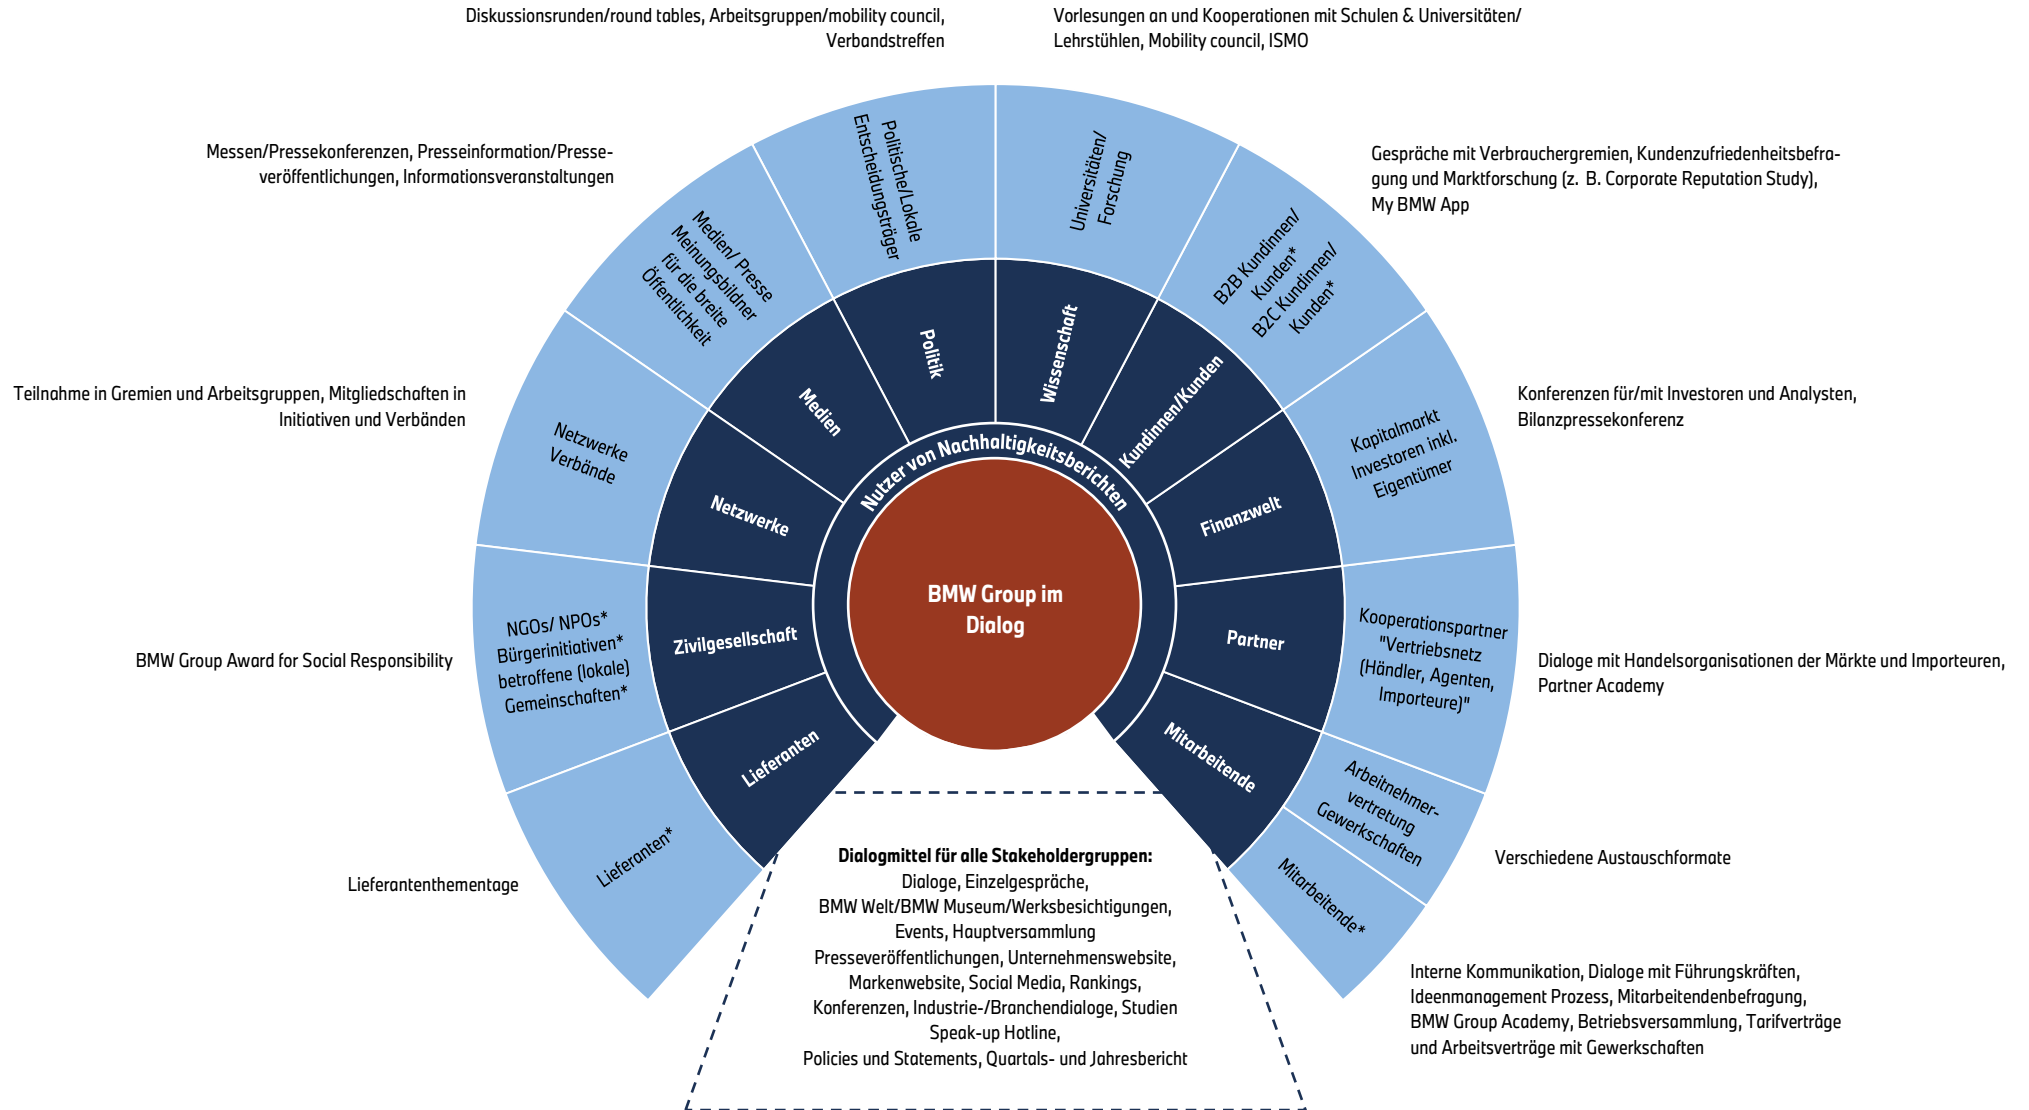 Diskussionsrunden/round tables, Arbeitsgruppen/mobility council,
Verbandstreffen
Vorlesungen an und Kooperationen mit Schulen & Universitäten/
Lehrstühlen, Mobility council, ISMO
Messen/Pressekonferenzen, Presseinformation/Presse-
veröffentlichungen, Informationsveranstaltungen
Gespräche mit Verbrauchergremien, Kundenzufriedenheitsbefra-
gung und Marktforschung (z. B. Corporate Reputation Study),
My BMW App
Teilnahme in Gremien und Arbeitsgruppen, Mitgliedschaften in
Initiativen und Verbänden
Konferenzen für/mit Investoren und Analysten,
Bilanzpressekonferenz
BMW Group Award for Social Responsibility
Dialoge mit Handelsorganisationen der Märkte und Importeuren,
Partner Academy
Lieferantenthementage
Verschiedene Austauschformate
Interne Kommunikation, Dialoge mit Führungskräften,
Ideenmanagement Prozess, Mitarbeitendenbefragung,
BMW Group Academy, Betriebsversammlung, Tarifverträge
und Arbeitsverträge mit Gewerkschaften
Lieferanten*
NGOs/ NPOs*
Bürgerinitiativen*
betroffene (lokale)
Gemeinschaften*
Netzwerke
Verbände
Medien/ Presse
Meinungsbildner
für die breite
Öffentlichkeit
Politische/Lokale
Entscheidungsträger
Universitäten/
Forschung
B2B Kundinnen/
Kunden*
B2C Kundinnen/
Kunden*
Kapitalmarkt
Investoren inkl.
Eigentümer
Kooperationspartner
"Vertriebsnetz
(Händler, Agenten,
Importeure)"
Arbeitnehmer-
vertretung
Gewerkschaften
Mitarbeitende*
Lieferanten
Zivilgesellschaft
Netzwerke
Medien
Politik
Wissenschaft
Kundinnen/Kunden
Finanzwelt
Partner
Mitarbeitende
Nutzer von Nachhaltigkeitsberichten
BMW Group im
Dialog
Dialogmittel für alle Stakeholdergruppen:
Dialoge, Einzelgespräche,
BMW Welt/BMW Museum/Werksbesichtigungen,
Events, Hauptversammlung
Presseveröffentlichungen, Unternehmenswebsite,
Markenwebsite, Social Media, Rankings,
Konferenzen, Industrie-/Branchendialoge, Studien
Speak-up Hotline,
Policies und Statements, Quartals- und Jahresbericht